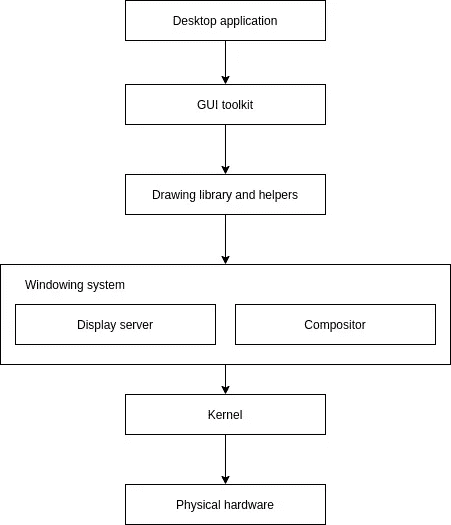 Desktop application
GUI toolkit
Drawing library and helpers
Windowing system
Display server
Compositor
Kernel
Physical hardware